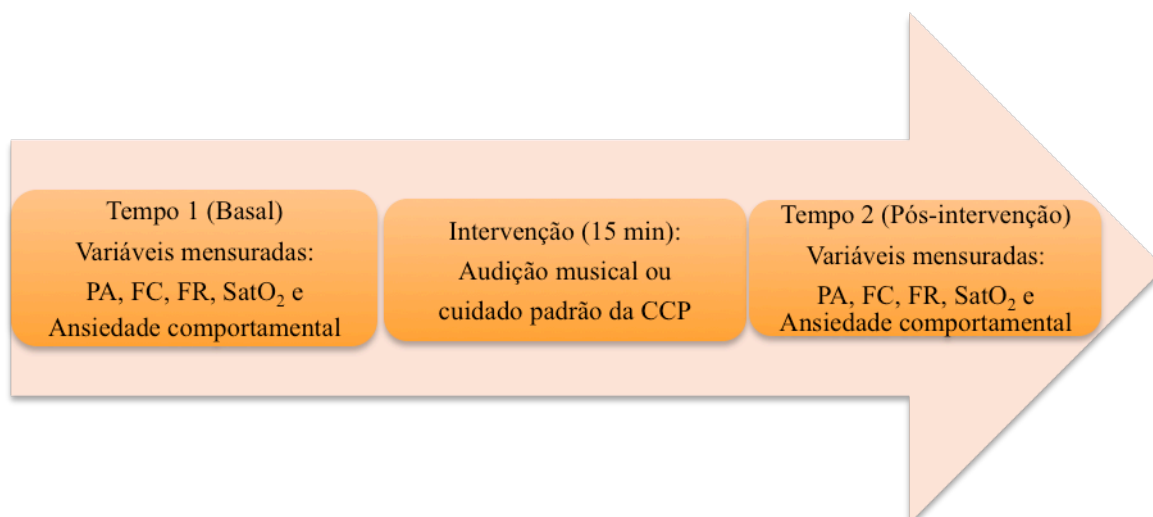 Tempo 1 (Basal)
Variáveis mensuradas:
PA, FC, FR, SatO₂ e
Ansiedade comportamental
Intervenção (15 min):
Audição musical ou
cuidado padrão da CCP
Tempo 2 (Pós-intervenção)
Variáveis mensuradas:
PA, FC, FR, SatO₂ e
Ansiedade comportamental